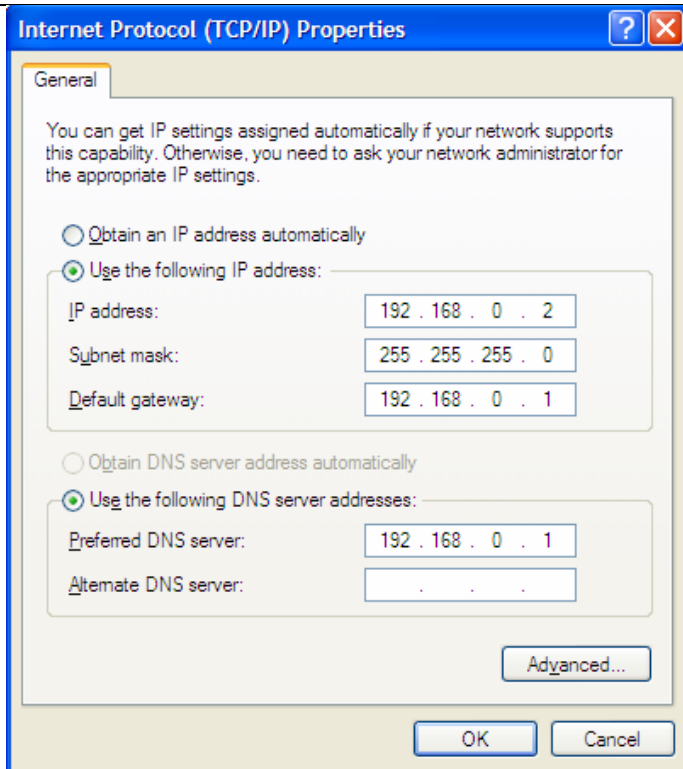 Internet Protocol (TCP/IP) Properties
General
You can get IP settings assigned automatically if your network supports
this capability. Otherwise, you need to ask your network administrator for
the appropriate IP settings.
Obtain an IP address automatically
Use the following IP address:
IP address: 192 . 168 . 0 . 2
Subnet mask: 255 . 255 . 255 . 0
Default gateway: 192 . 168 . 0 . 1
Obtain DNS server address automatically
Use the following DNS server addresses:
Preferred DNS server: 192 . 168 . 0 . 1
Alternate DNS server: . . .
Advanced...
OK Cancel